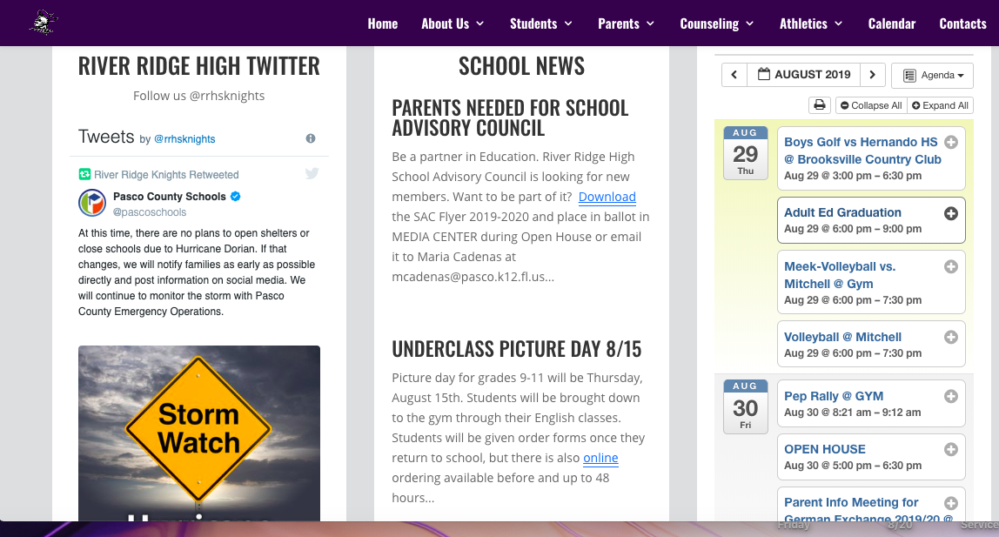 Home About Us Students Parents Counseling Athletics Calendar Contacts
RIVER RIDGE HIGH TWITTER
Follow us @rrhsknights
Tweets by @rrhsknights
River Ridge Knights Retweeted
Pasco County Schools
@pascoschools
At this time, there are no plans to open shelters or
close schools due to Hurricane Dorian. If that
changes, we will notify families as early as possible
directly and post information on social media. We
will continue to monitor the storm with Pasco
County Emergency Operations.
Storm
Watch
Hurricane
SCHOOL NEWS
PARENTS NEEDED FOR SCHOOL
ADVISORY COUNCIL
Be a partner in Education. River Ridge High
School Advisory Council is looking for new
members. Want to be part of it? Download
the SAC Flyer 2019-2020 and place in ballot in
MEDIA CENTER during Open House or email
it to Maria Cadenas at
mcadenas@pasco.k12.fl.us...
UNDERCLASS PICTURE DAY 8/15
Picture day for grades 9-11 will be Thursday,
August 15th. Students will be brought down
to the gym through their English classes.
Students will be given order forms once they
return to school, but there is also online
ordering available before and up to 48
hours...
AUGUST 2019 Agenda
Collapse All Expand All
AUG
29
Thu
Boys Golf vs Hernando HS
@ Brooksville Country Club
Aug 29 @ 3:00 pm – 6:30 pm
Adult Ed Graduation
Aug 29 @ 6:00 pm – 9:00 pm
Meek-Volleyball vs.
Mitchell @ Gym
Aug 29 @ 6:00 pm – 7:30 pm
Volleyball @ Mitchell
Aug 29 @ 6:00 pm – 7:30 pm
AUG
30
Fri
Pep Rally @ GYM
Aug 30 @ 8:21 am – 9:12 am
OPEN HOUSE
Aug 30 @ 5:00 pm – 6:30 pm
Parent Info Meeting for
German Exchange 2019/20 @
Friday 8/20 Service